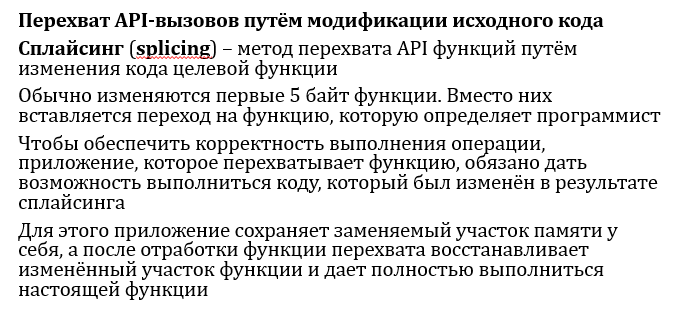 Перехват API-вызовов путём модификации исходного кода
Сплайсинг (splicing) – метод перехвата API функций путём
изменения кода целевой функции
Обычно изменяются первые 5 байт функции. Вместо них
вставляется переход на функцию, которую определяет программист
Чтобы обеспечить корректность выполнения операции,
приложение, которое перехватывает функцию, обязано дать
возможность выполниться коду, который был изменён в результате
сплайсинга
Для этого приложение сохраняет заменяемый участок памяти у
себя, а после отработки функции перехвата восстанавливает
изменённый участок функции и дает полностью выполниться
настоящей функции